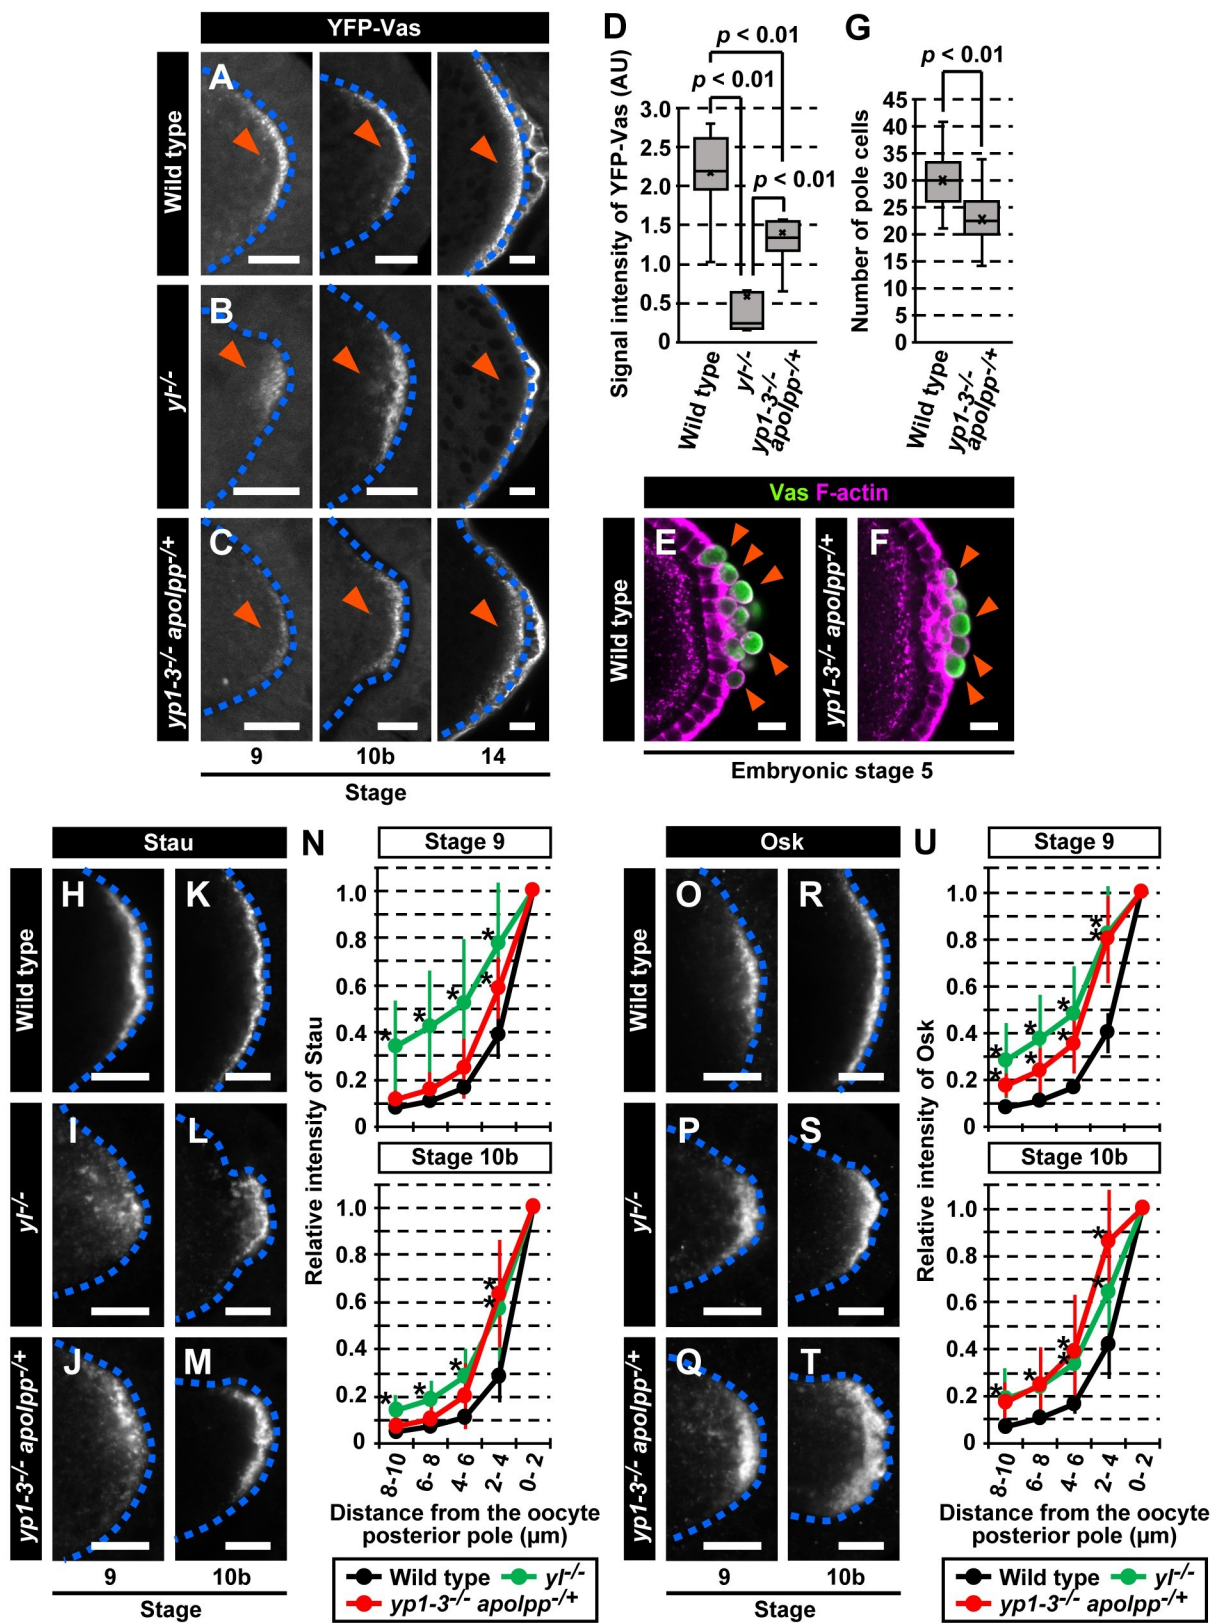 YFP-Vas
Wild type
yl-/-
yp1-3-/- apolpp-/+
A
B
C
9
10b
14
Stage
D
p < 0.01
p < 0.01
p < 0.01
Signal intensity of YFP-Vas (AU)
3.0
2.5
2.0
1.5
1.0
0.5
0
Wild type
yl-/-
yp1-3-/-
apolpp-/+
G
p < 0.01
Number of pole cells
45
40
35
30
25
20
15
10
5
0
Wild type
yp1-3-/-
apolpp-/+
Vas F-actin
Wild type
E
yp1-3-/- apolpp-/+
F
Embryonic stage 5
Stau
Wild type
yl-/-
yp1-3-/- apolpp-/+
H
K
I
L
J
M
9
10b
Stage
N
Stage 9
Relative intensity of Stau
1.0
0.8
0.6
0.4
0.2
0
* * * * *
Stage 10b
1.0
0.8
0.6
0.4
0.2
0
* * * * *
8-10
6- 8
4- 6
2- 4
0- 2
Distance from the oocyte
posterior pole (µm)
Wild type yl-/-
yp1-3-/- apolpp-/+
Osk
Wild type
yl-/-
yp1-3-/- apolpp-/+
O
R
P
S
Q
T
9
10b
Stage
U
Stage 9
Relative intensity of Osk
1.0
0.8
0.6
0.4
0.2
0
* * * * * * * *
Stage 10b
1.0
0.8
0.6
0.4
0.2
0
* * * * * *
8-10
6- 8
4- 6
2- 4
0- 2
Distance from the oocyte
posterior pole (µm)
Wild type yl-/-
yp1-3-/- apolpp-/+